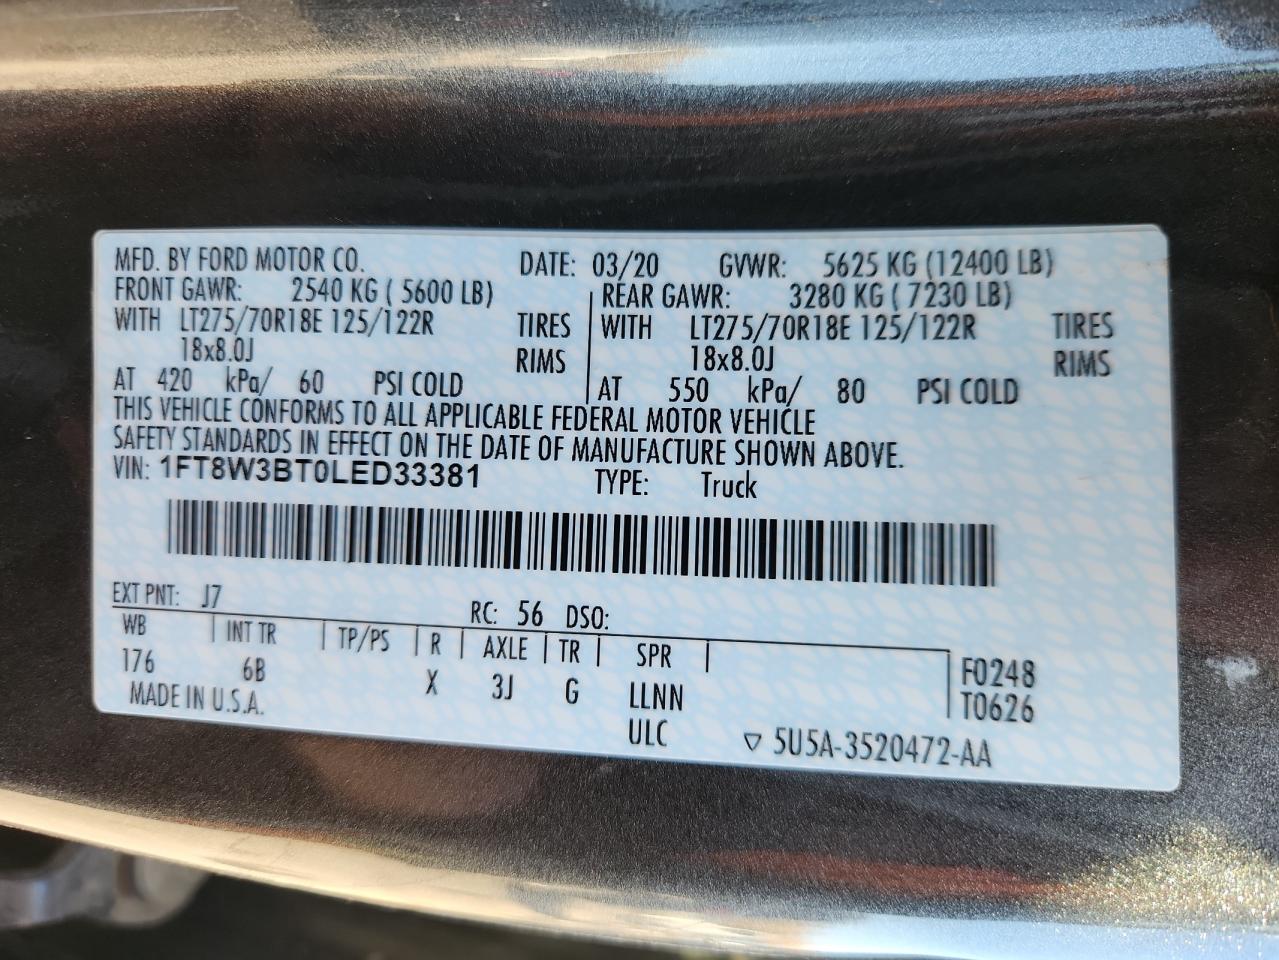 MFD. BY FORD MOTOR CO. DATE: 03/20 GVWR: 5625 KG (12400 LB)
FRONT GAWR: 2540 KG ( 5600 LB) REAR GAWR: 3280 KG ( 7230 LB)
WITH LT275/70R18E 125/122R TIRES WITH LT275/70R18E 125/122R TIRES
18x8.0J RIMS 18x8.0J RIMS
AT 420 kPa/ 60 PSI COLD AT 550 kPa/ 80 PSI COLD
THIS VEHICLE CONFORMS TO ALL APPLICABLE FEDERAL MOTOR VEHICLE
SAFETY STANDARDS IN EFFECT ON THE DATE OF MANUFACTURE SHOWN ABOVE.
VIN: 1FT8W3BT0LED33381 TYPE: Truck
EXT PNT: J7 RC: 56 DSO:
WB INT TR TP/PS R AXLE TR SPR
176 6B X 3J G LLNN F0248
MADE IN U.S.A. ULC T0626
▽ 5U5A-3520472-AA